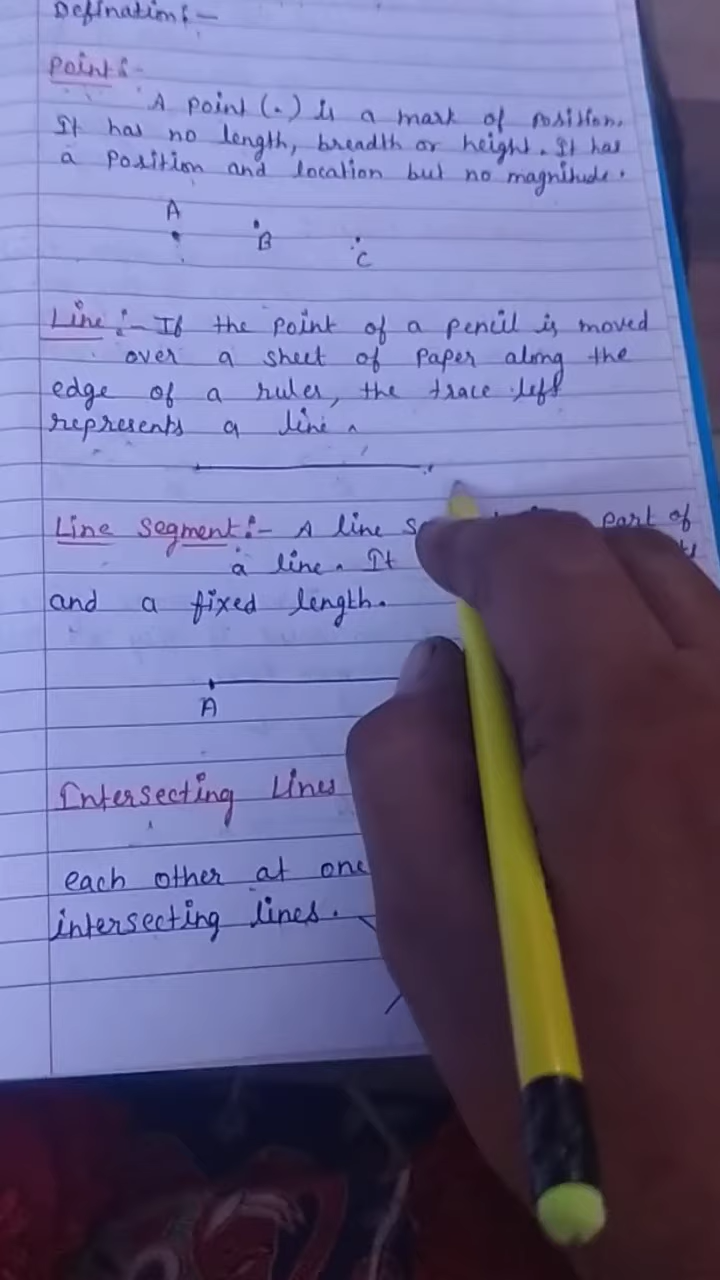 Defination:-
Point:-
A point (.) is a mark of position.
It has no length, breadth or height. It has
a position and location but no magnitude.
A
B
C
Line:- If the point of a pencil is moved
over a sheet of paper along the
edge of a ruler, the trace left
represents a line.
Line segment:- A line part of
a line. It
and a fixed length.
A
Intersecting Lines
each other at one
intersecting lines.